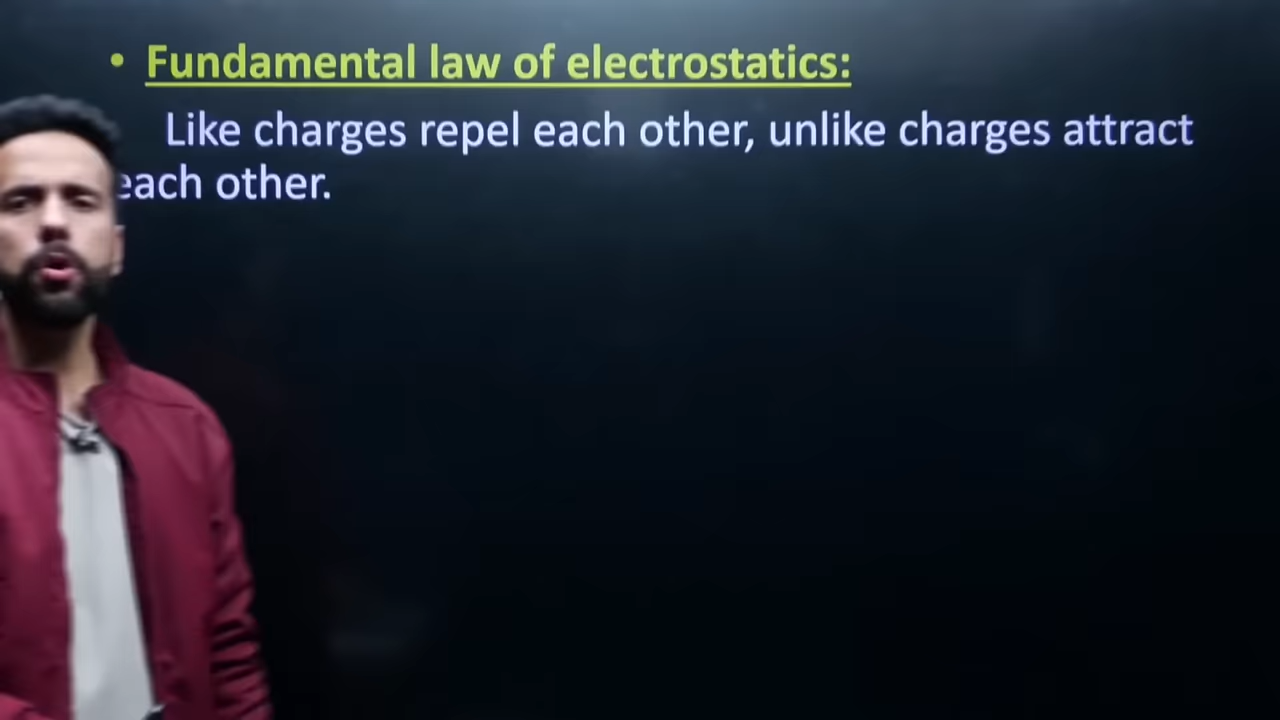 • Fundamental law of electrostatics:
Like charges repel each other, unlike charges attract
each other.